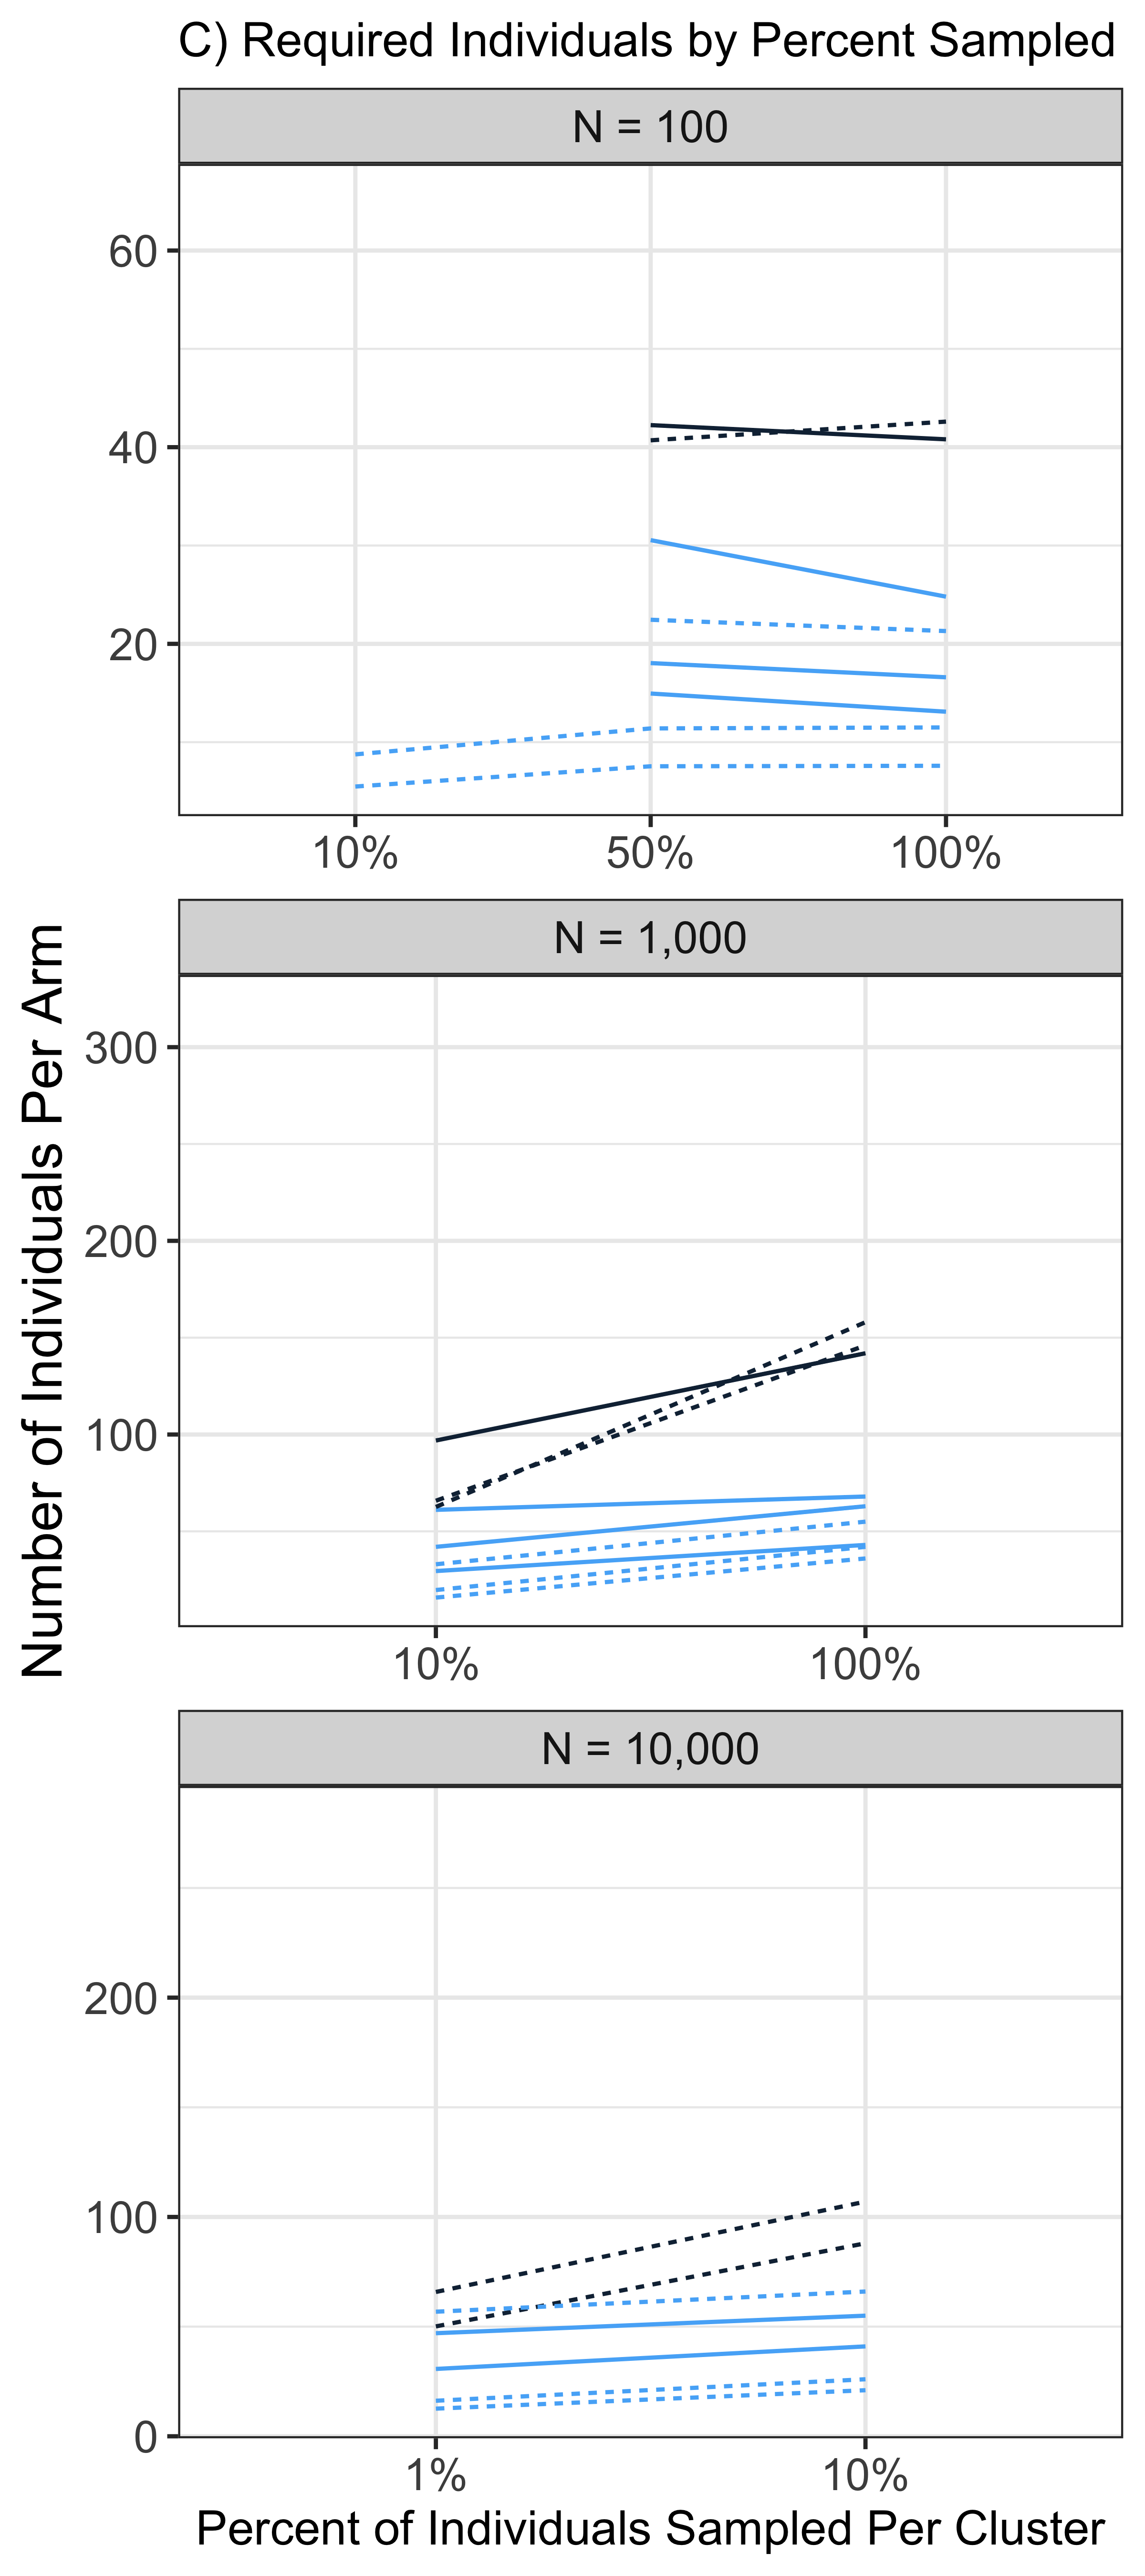 C) Required Individuals by Percent Sampled
N = 100
60
40
20
10% 50% 100%
Number of Individuals Per Arm
N = 1,000
300
200
100
10% 100%
N = 10,000
200
100
0
1% 10%
Percent of Individuals Sampled Per Cluster